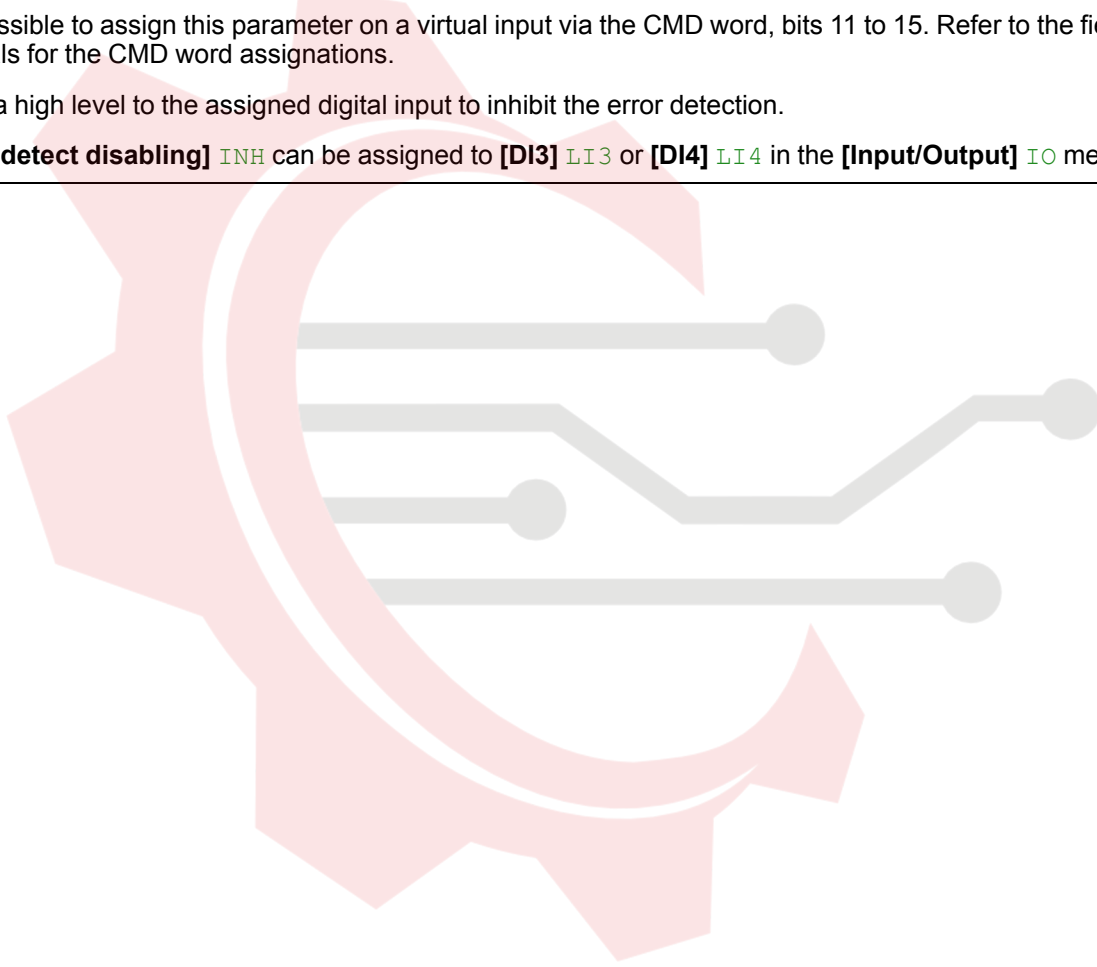 ssible to assign this parameter on a virtual input via the CMD word, bits 11 to 15. Refer to the fie
ls for the CMD word assignations.
a high level to the assigned digital input to inhibit the error detection.
detect disabling] INH can be assigned to [DI3] LI3 or [DI4] LI4 in the [Input/Output] IO me